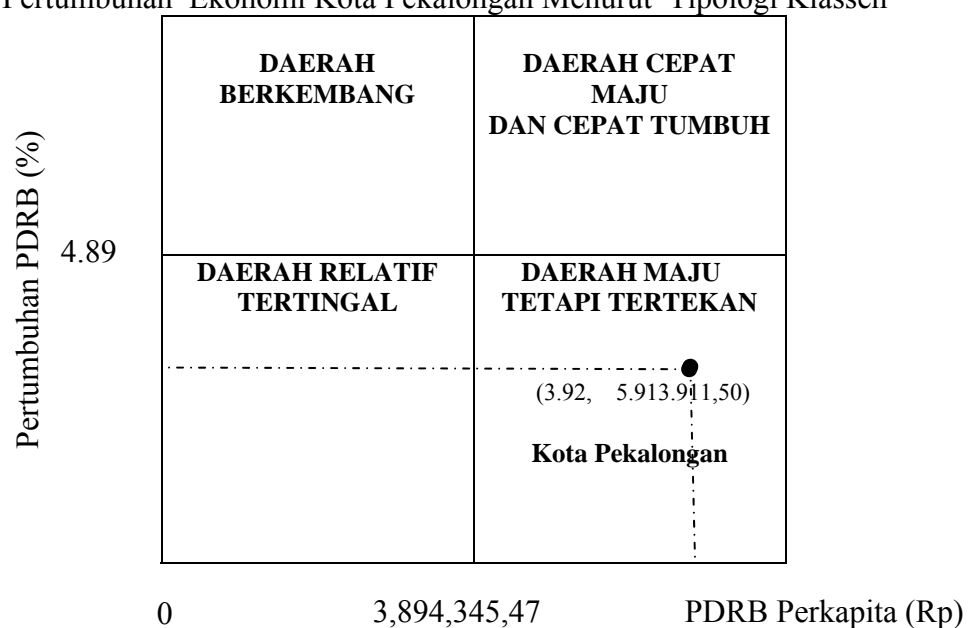 Pertumbuhan Ekonomi Kota Pekalongan Menurut Tipologi Klassen
DAERAH
BERKEMBANG
DAERAH CEPAT
MAJU
DAN CEPAT TUMBUH
Pertumbuhan PDRB (%)
4.89
DAERAH RELATIF
TERTINGAL
DAERAH MAJU
TETAPI TERTEKAN
(3.92, 5.913.911,50)
Kota Pekalongan
0
3,894,345,47
PDRB Perkapita (Rp)